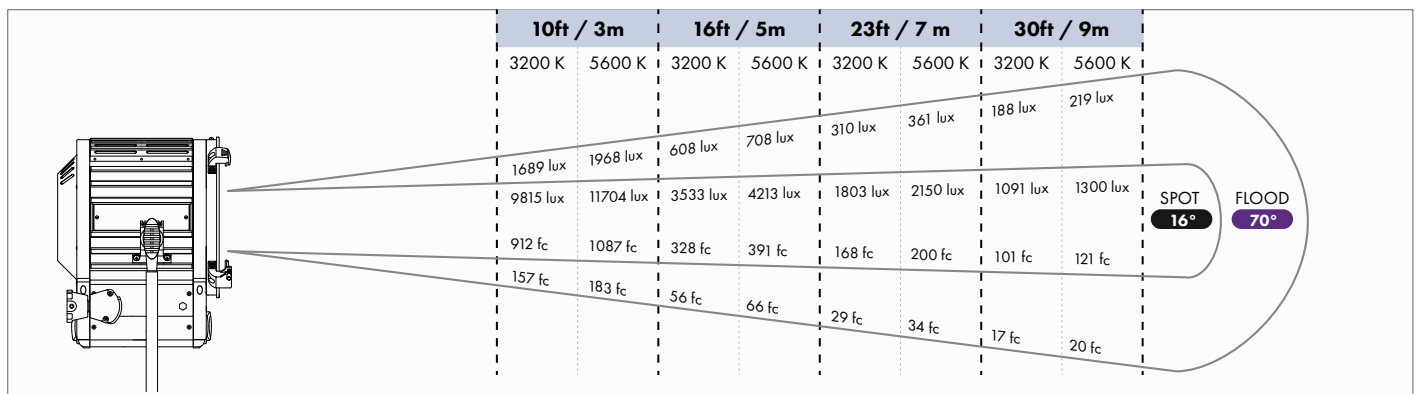 10ft / 3m 16ft / 5m 23ft / 7 m 30ft / 9m
3200 K 5600 K 3200 K 5600 K 3200 K 5600 K 3200 K 5600 K
1689 lux 1968 lux 608 lux 708 lux 310 lux 361 lux 188 lux 219 lux
9815 lux 11704 lux 3533 lux 4213 lux 1803 lux 2150 lux 1091 lux 1300 lux
SPOT FLOOD
16° 70°
912 fc 1087 fc 328 fc 391 fc 168 fc 200 fc 101 fc 121 fc
157 fc 183 fc 56 fc 66 fc 29 fc 34 fc 17 fc 20 fc